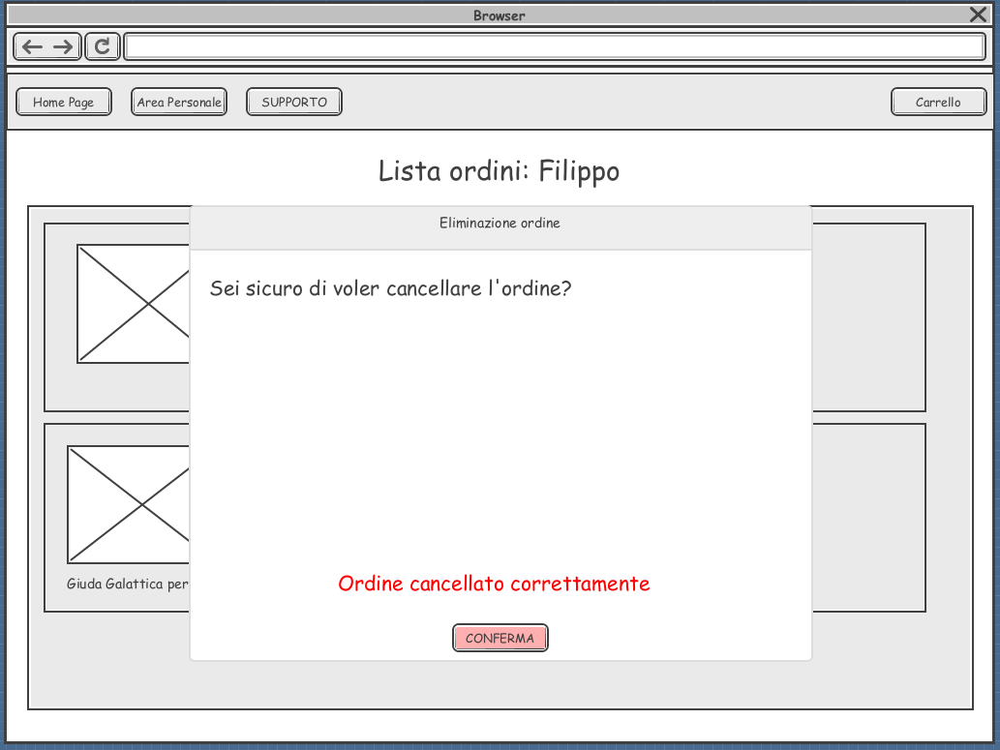 Browser
Home Page
Area Personale
SUPPORTO
Carrello
Lista ordini: Filippo
Eliminazione ordine
Sei sicuro di voler cancellare l'ordine?
Giuda Galattica per
Ordine cancellato correttamente
CONFERMA